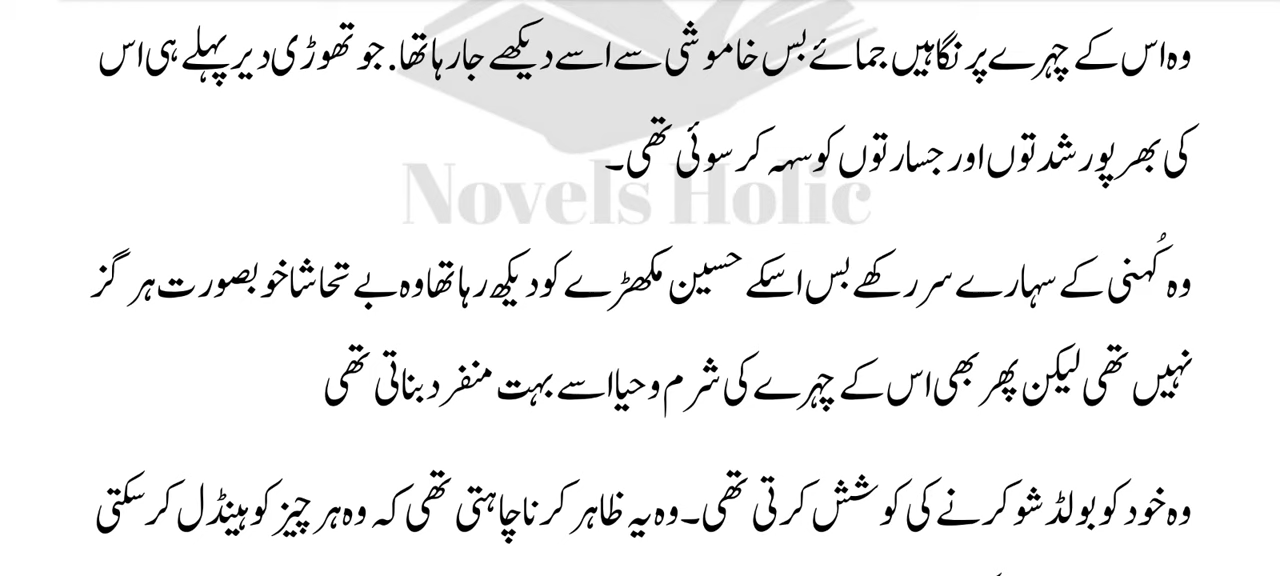 وہ اس کے چہرے پر نگاہیں جمائے بس خاموشی سے اسے دیکھے جا رہا تھا. جو تھوڑی دیر پہلے ہی اس
کی بھرپور شدتوں اور جسارتوں کو سہہ کر سوئی تھی۔
Novels Holic
وہ کُہنی کے سہارے سر رکھے بس اسکے حسین مکھڑے کو دیکھ رہا تھا وہ بے تحاشا خوبصورت ہر گز
نہیں تھی لیکن پھر بھی اس کے چہرے کی شرم و حیا اسے بہت منفرد بناتی تھی
وہ خود کو بولڈ شو کرنے کی کوشش کرتی تھی۔ وہ یہ ظاہر کرنا چاہتی تھی کہ وہ ہر چیز کو ہینڈل کر سکتی